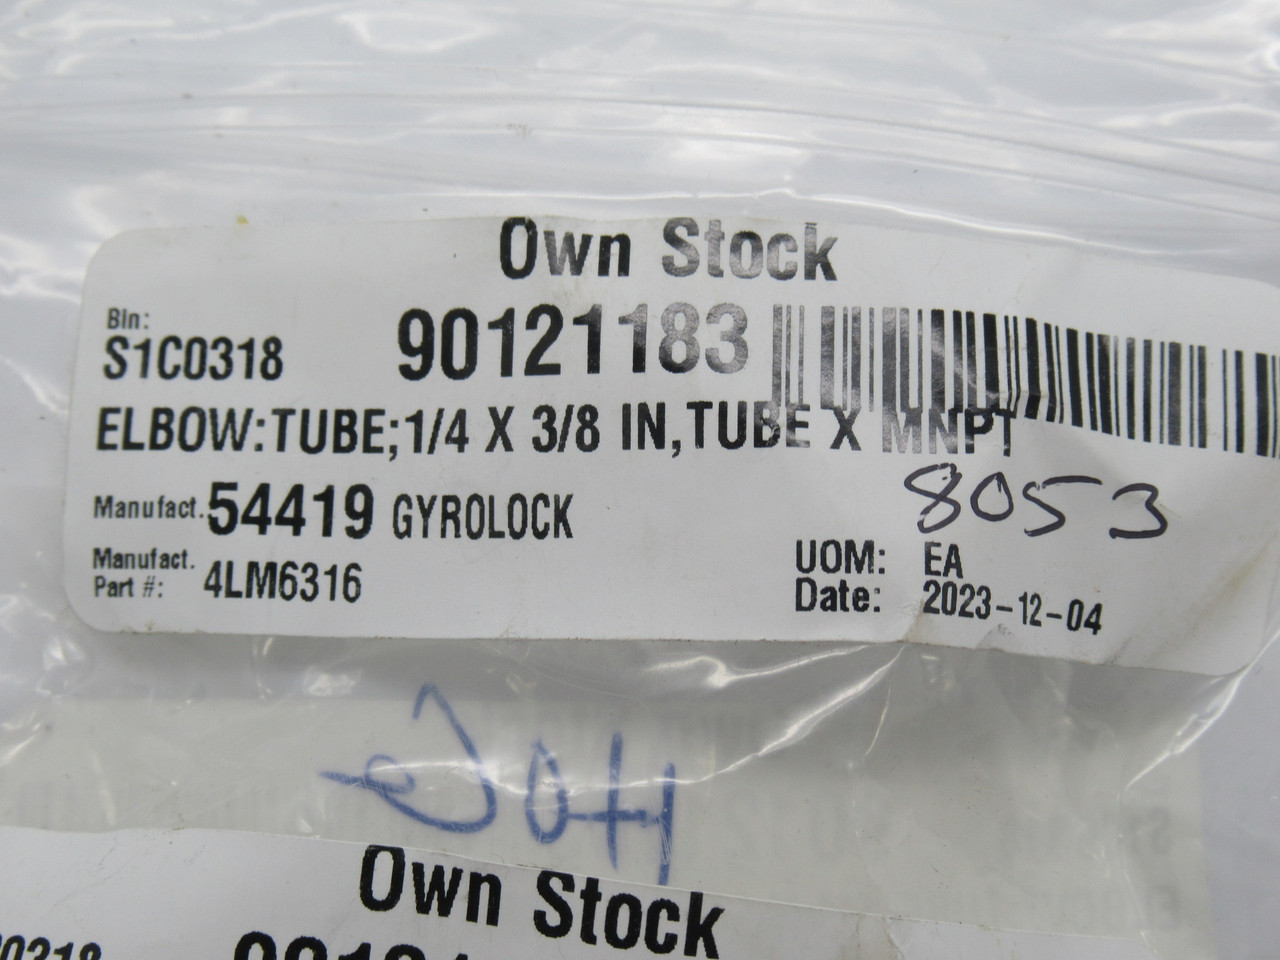 Own Stock
Bin:
S1C0318
90121183
ELBOW:TUBE;1/4 X 3/8 IN,TUBE X MNPT
8053
Manufact. 54419 GYROLOCK
Manufact.
Part #: 4LM6316
UOM: EA
Date: 2023-12-04
Own Stock
0318